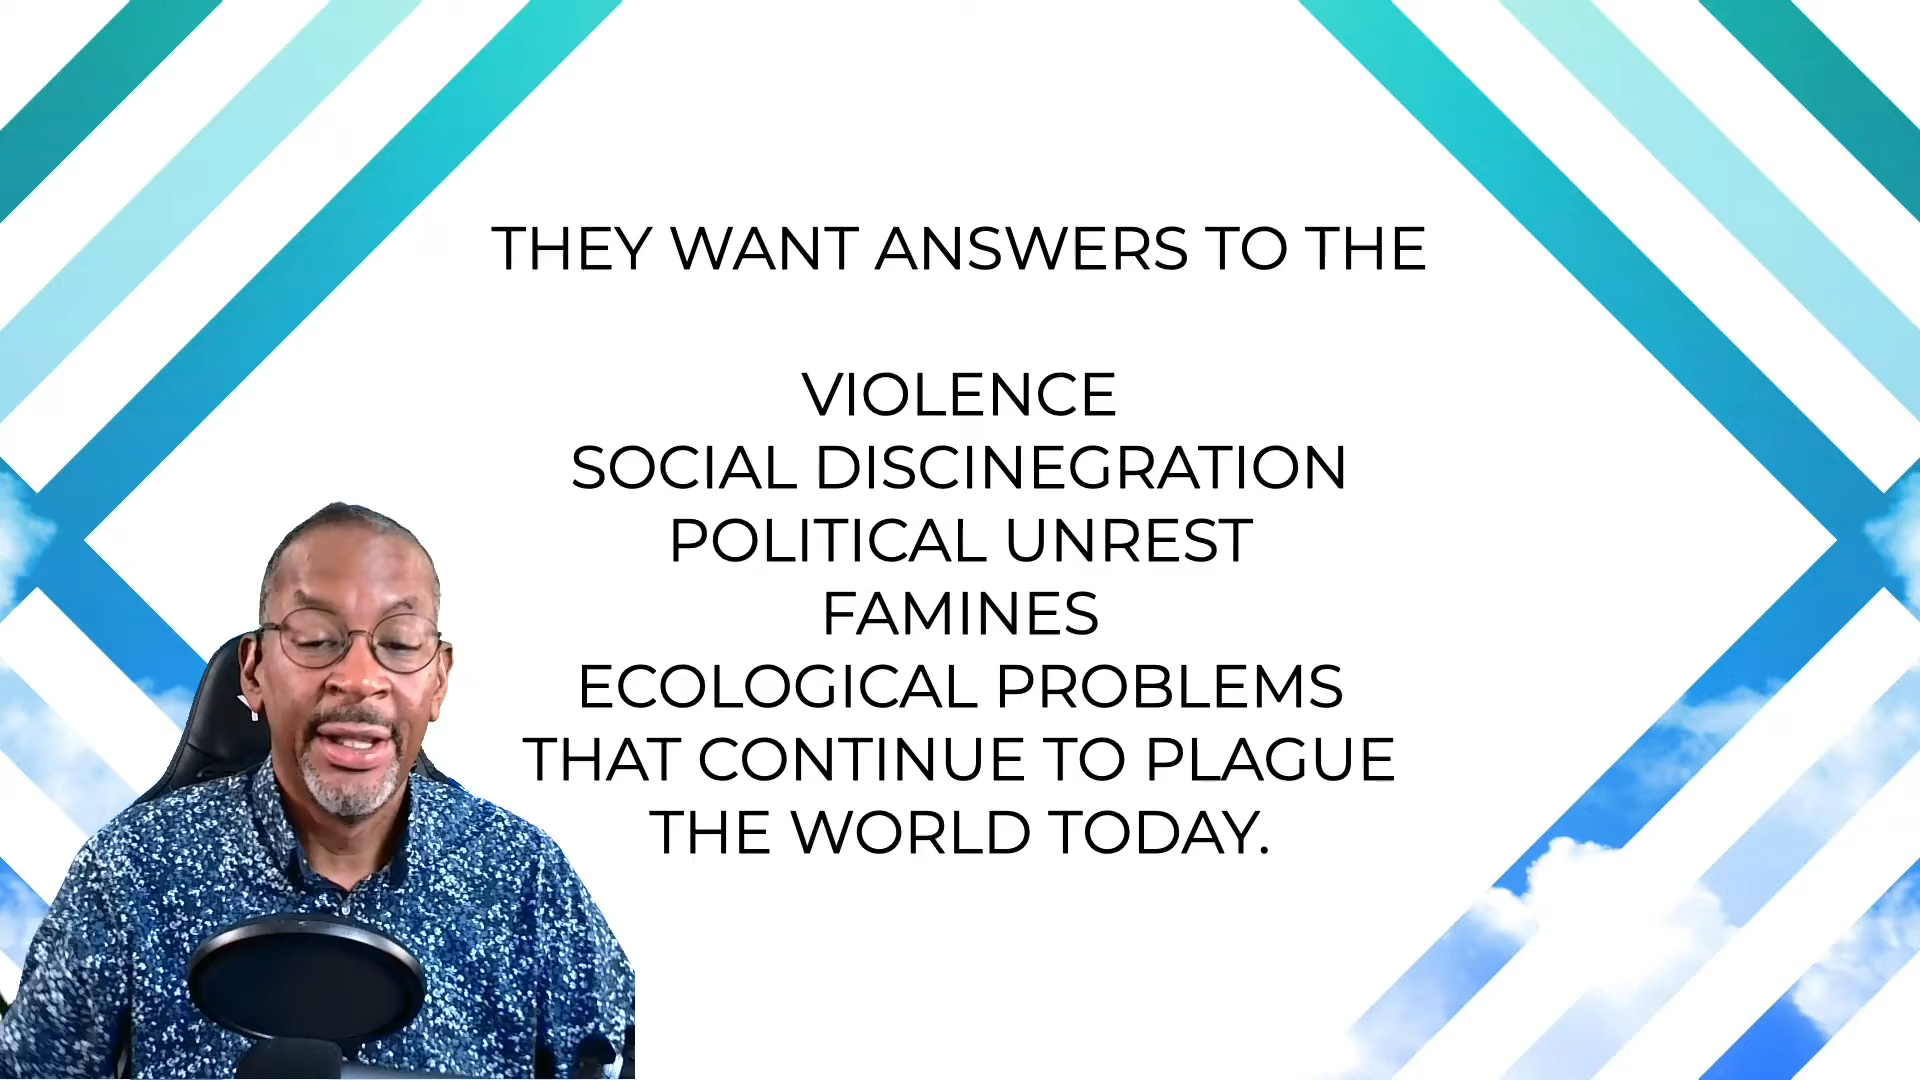 THEY WANT ANSWERS TO THE
VIOLENCE
SOCIAL DISCINEGRATION
POLITICAL UNREST
FAMINES
ECOLOGICAL PROBLEMS
THAT CONTINUE TO PLAGUE
THE WORLD TODAY.